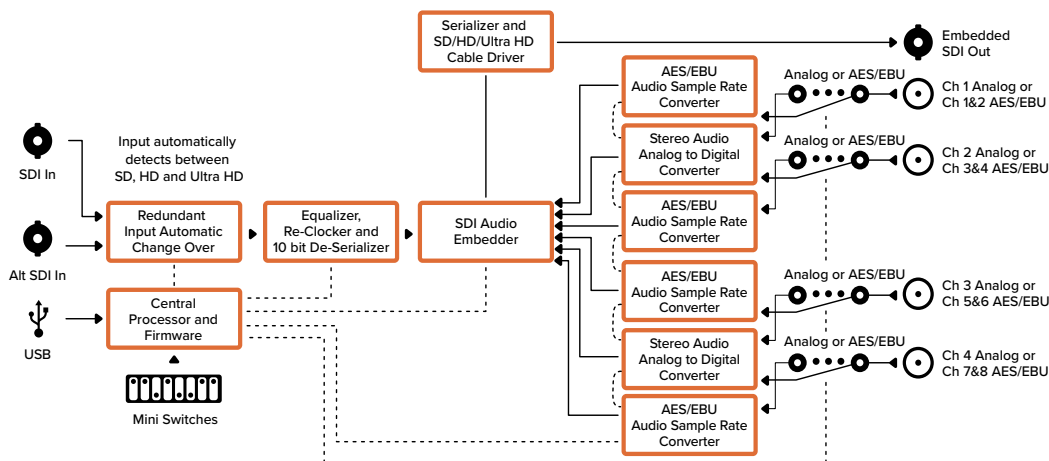 Serializer and
SD/HD/Ultra HD
Cable Driver
Embedded
SDI Out
AES/EBU
Audio Sample Rate
Converter
Analog or AES/EBU
Ch 1 Analog or
Ch 1&2 AES/EBU
Input automatically
detects between
SD, HD and Ultra HD
SDI In
Stereo Audio
Analog to Digital
Converter
Analog or AES/EBU
Ch 2 Analog or
Ch 3&4 AES/EBU
Redundant
Input Automatic
Change Over
Equalizer,
Re-Clocker and
10 bit De-Serializer
SDI Audio
Embedder
AES/EBU
Audio Sample Rate
Converter
Alt SDI In
Central
Processor and
Firmware
USB
AES/EBU
Audio Sample Rate
Converter
Analog or AES/EBU
Ch 3 Analog or
Ch 5&6 AES/EBU
Stereo Audio
Analog to Digital
Converter
Analog or AES/EBU
Ch 4 Analog or
Ch 7&8 AES/EBU
Mini Switches
AES/EBU
Audio Sample Rate
Converter